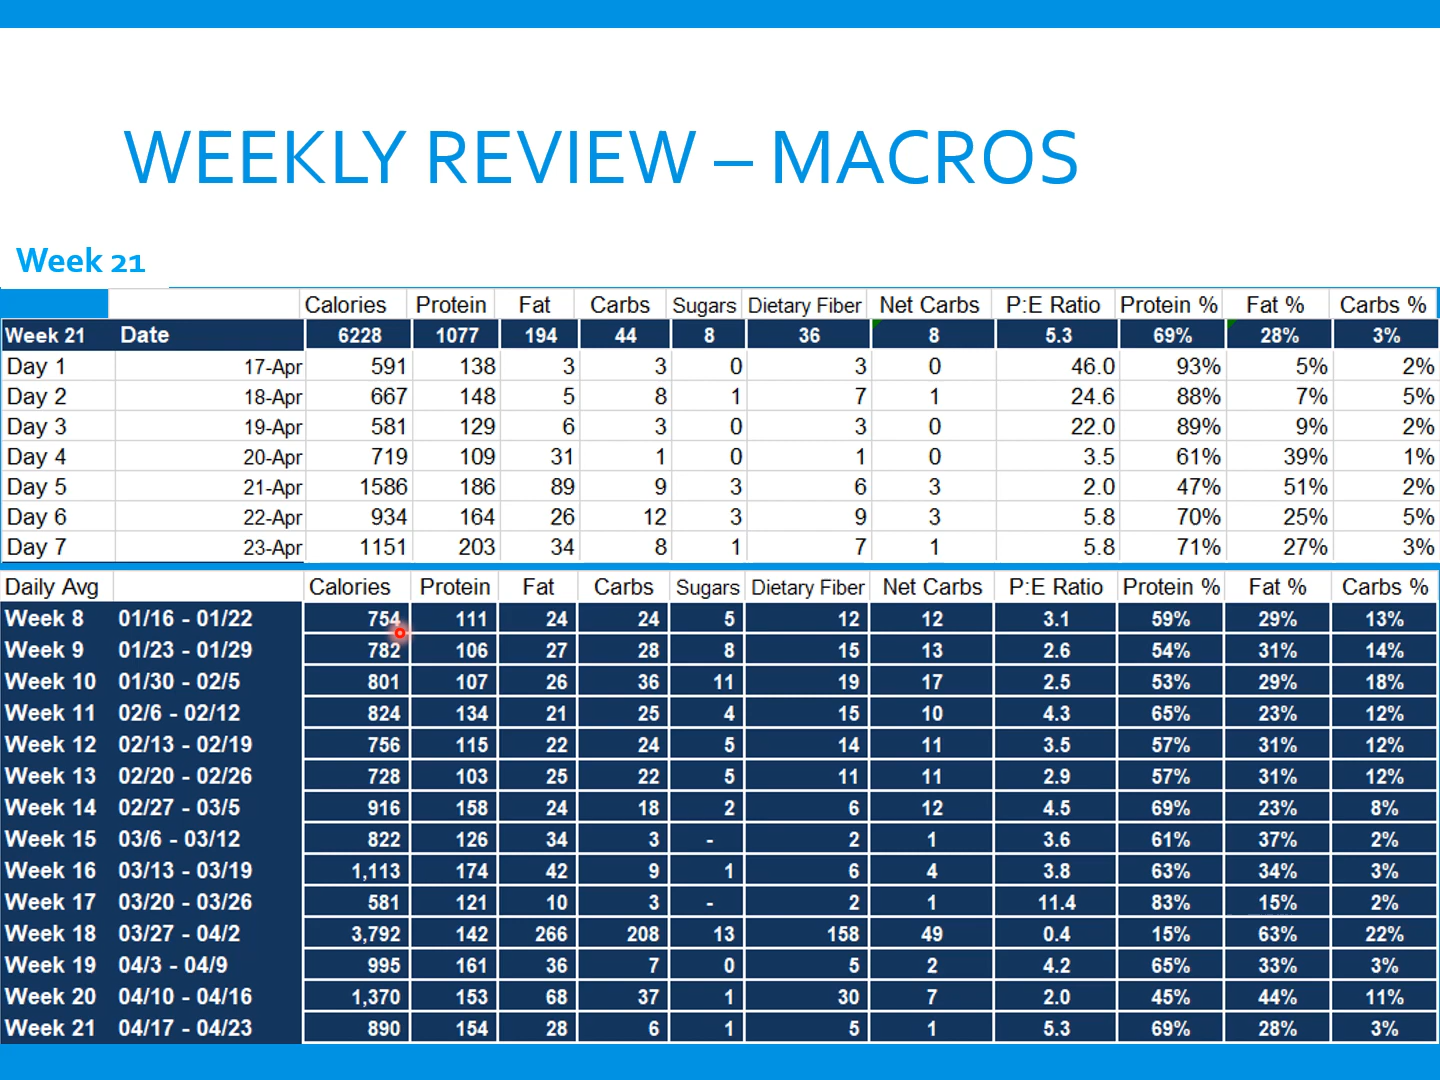 WEEKLY REVIEW – MACROS
Week 21
Calories Protein Fat Carbs Sugars Dietary Fiber Net Carbs P:E Ratio Protein % Fat % Carbs %
Week 21 Date 6228 1077 194 44 8 36 8 5.3 69% 28% 3%
Day 1 17-Apr 591 138 3 3 0 3 0 46.0 93% 5% 2%
Day 2 18-Apr 667 148 5 8 1 7 1 24.6 88% 7% 5%
Day 3 19-Apr 581 129 6 3 0 3 0 22.0 89% 9% 2%
Day 4 20-Apr 719 109 31 1 0 1 0 3.5 61% 39% 1%
Day 5 21-Apr 1586 186 89 9 3 6 3 2.0 47% 51% 2%
Day 6 22-Apr 934 164 26 12 3 9 3 5.8 70% 25% 5%
Day 7 23-Apr 1151 203 34 8 1 7 1 5.8 71% 27% 3%
Daily Avg Calories Protein Fat Carbs Sugars Dietary Fiber Net Carbs P:E Ratio Protein % Fat % Carbs %
Week 8 01/16 - 01/22 754 111 24 24 5 12 12 3.1 59% 29% 13%
Week 9 01/23 - 01/29 782 106 27 28 8 15 13 2.6 54% 31% 14%
Week 10 01/30 - 02/5 801 107 26 36 11 19 17 2.5 53% 29% 18%
Week 11 02/6 - 02/12 824 134 21 25 4 15 10 4.3 65% 23% 12%
Week 12 02/13 - 02/19 756 115 22 24 5 14 11 3.5 57% 31% 12%
Week 13 02/20 - 02/26 728 103 25 22 5 11 11 2.9 57% 31% 12%
Week 14 02/27 - 03/5 916 158 24 18 2 6 12 4.5 69% 23% 8%
Week 15 03/6 - 03/12 822 126 34 3 - 2 1 3.6 61% 37% 2%
Week 16 03/13 - 03/19 1,113 174 42 9 1 6 4 3.8 63% 34% 3%
Week 17 03/20 - 03/26 581 121 10 3 - 2 1 11.4 83% 15% 2%
Week 18 03/27 - 04/2 3,792 142 266 208 13 158 49 0.4 15% 63% 22%
Week 19 04/3 - 04/9 995 161 36 7 0 5 2 4.2 65% 33% 3%
Week 20 04/10 - 04/16 1,370 153 68 37 1 30 7 2.0 45% 44% 11%
Week 21 04/17 - 04/23 890 154 28 6 1 5 1 5.3 69% 28% 3%